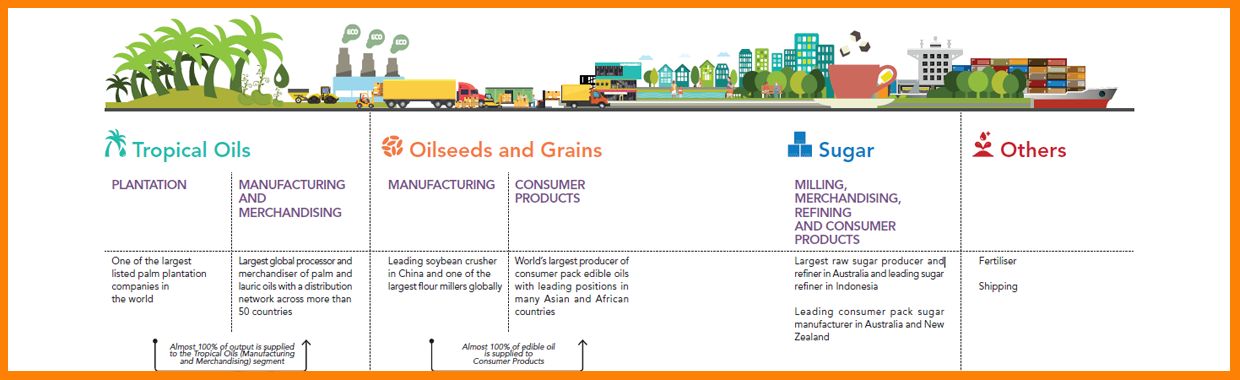 ECO
ECO
ECO
Tropical Oils
PLANTATION
One of the largest
listed palm plantation
companies in
the world
MANUFACTURING
AND
MERCHANDISING
Largest global processor and
merchandiser of palm and
lauric oils with a distribution
network across more than
50 countries
Almost 100% of output is supplied
to the Tropical Oils (Manufacturing
and Merchandising) segment
Oilseeds and Grains
MANUFACTURING
Leading soybean crusher
in China and one of the
largest flour millers globally
CONSUMER
PRODUCTS
World's largest producer of
consumer pack edible oils
with leading positions in
many Asian and African
countries
Almost 100% of edible oil
is supplied to
Consumer Products
Sugar
MILLING,
MERCHANDISING,
REFINING
AND CONSUMER
PRODUCTS
Largest raw sugar producer and
refiner in Australia and leading sugar
refiner in Indonesia
Leading consumer pack sugar
manufacturer in Australia and New
Zealand
Others
Fertiliser
Shipping